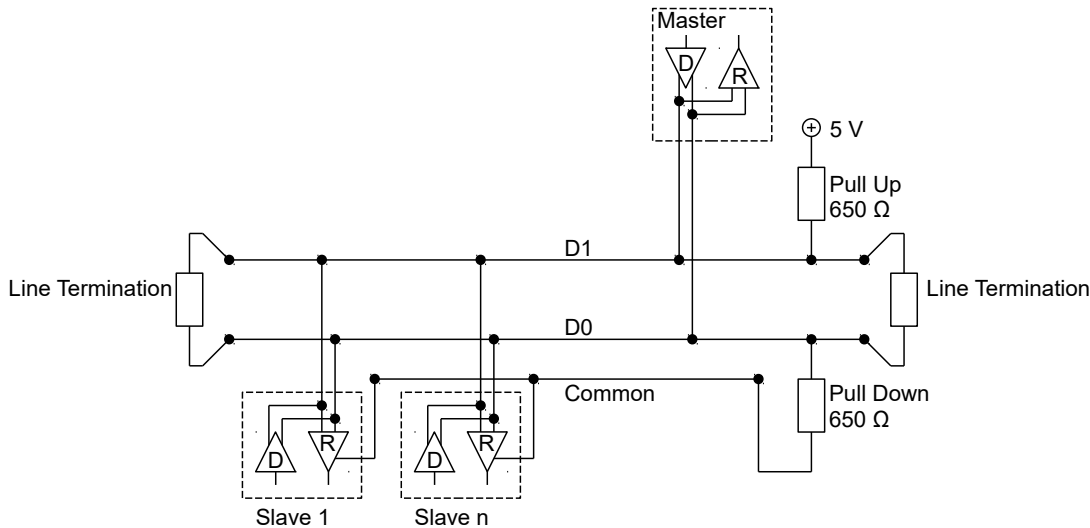 Master
D
R
5 V
Pull Up
650 Ω
D1
Line Termination
Line Termination
D0
Common
Pull Down
650 Ω
R
D
R
D
Slave 1
Slave n